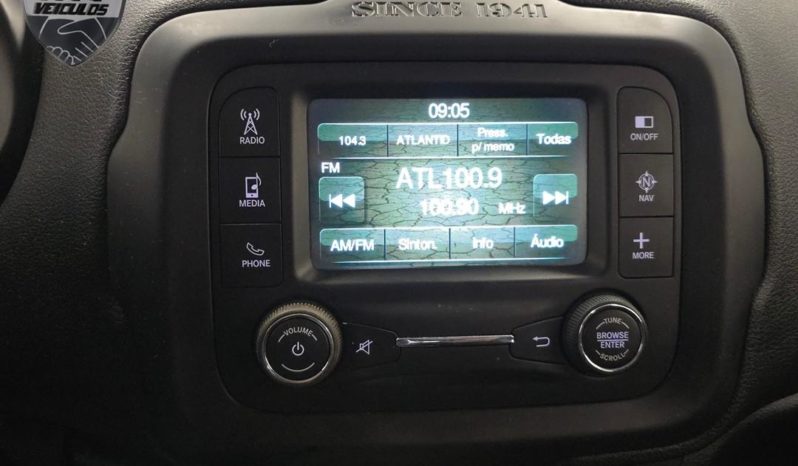 VEÍCULOS
SINCE 1941
09:05
104.3 ATLANTID Press. p/ memo Todas
FM
ATL100.9
100.90 MHz
AM/FM Sinton. Info Áudio
RADIO
MEDIA
PHONE
ON/OFF
NAV
MORE
VOLUME
TUNE
BROWSE
ENTER
SCROLL